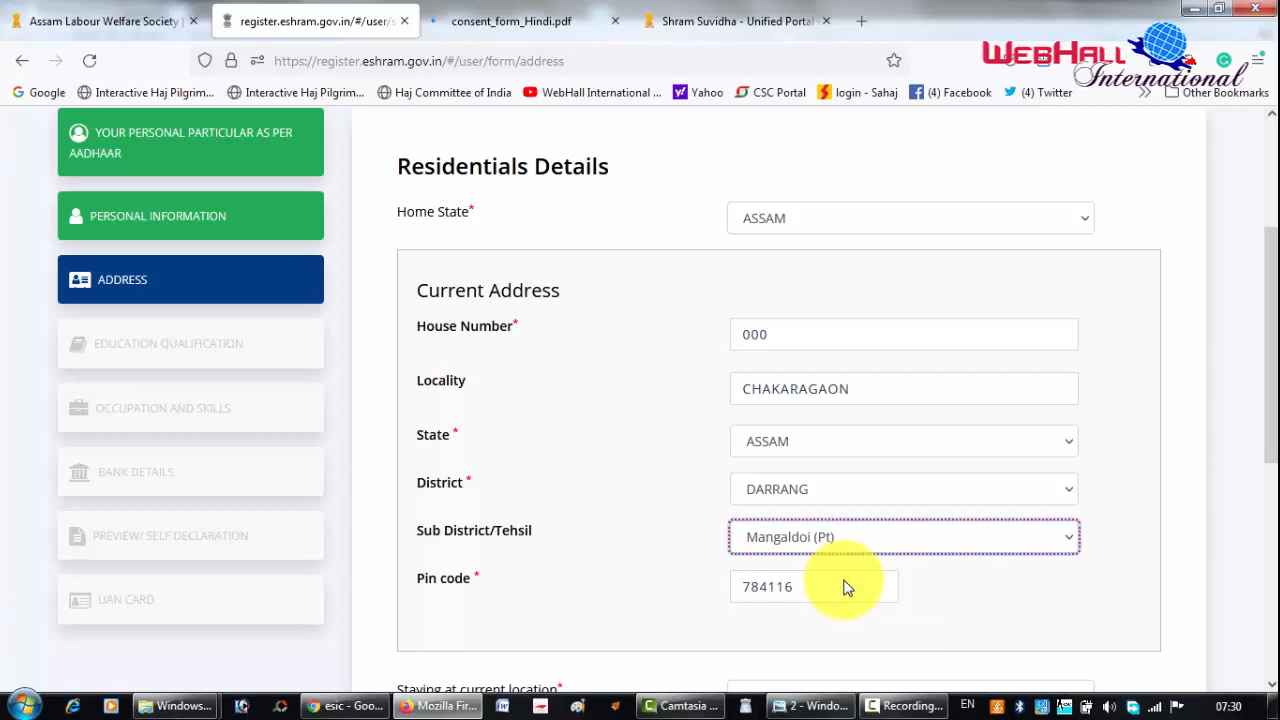 Assam Labour Welfare Society |
register.eshram.gov.in/#/user/s
consent_form_Hindi.pdf
Shram Suvidha - Unified Portal
https://register.eshram.gov.in/#/user/form/address
WEBHALL
International
Google
Interactive Haj Pilgrim...
Interactive Haj Pilgrim...
Haj Committee of India
WebHall International ...
Yahoo
CSC Portal
login - Sahaj
(4) Facebook
(4) Twitter
Other Bookmarks
YOUR PERSONAL PARTICULAR AS PER
AADHAAR
PERSONAL INFORMATION
ADDRESS
EDUCATION QUALIFICATION
OCCUPATION AND SKILLS
BANK DETAILS
PREVIEW/ SELF DECLARATION
UAN CARD
Residentials Details
Home State*
ASSAM
Current Address
House Number*
000
Locality
CHAKARAGAON
State *
ASSAM
District *
DARRANG
Sub District/Tehsil
Mangaldoi (Pt)
Pin code *
784116
Staying at current location*
Windows...
esic - Goo...
Mozilla Fir...
Camtasia ...
2 - Windo...
Recording...
EN
07:30